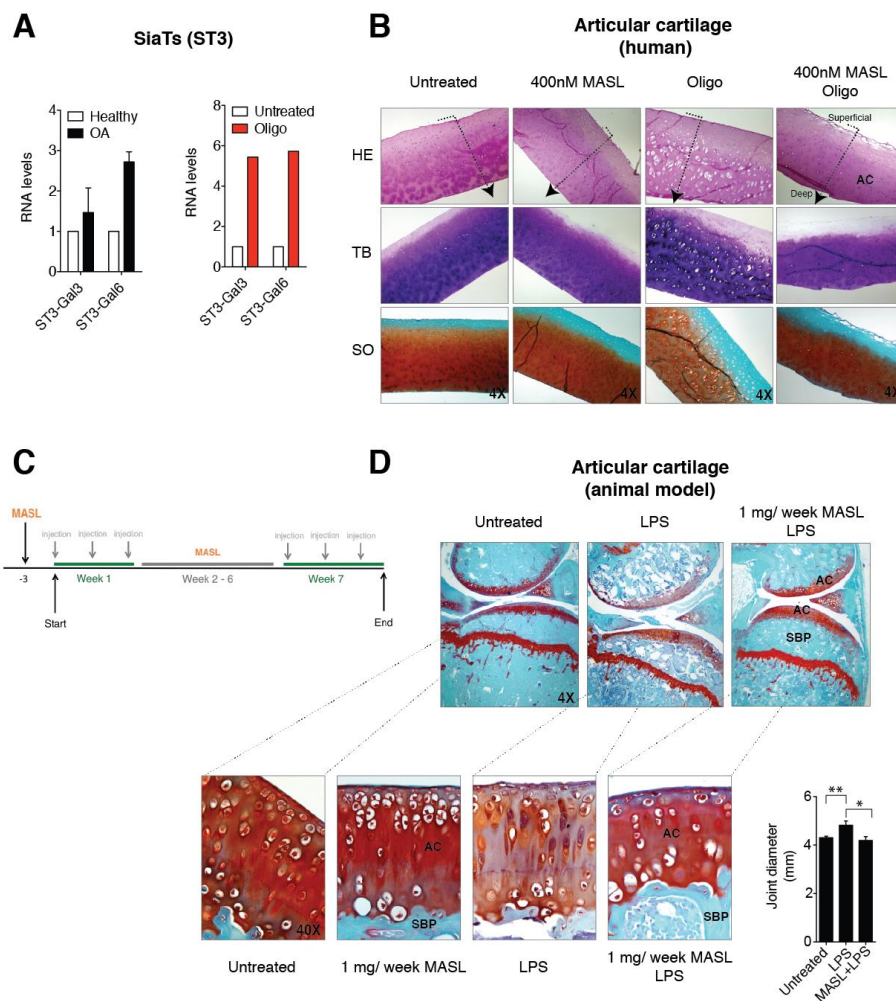 A
SiaTs (ST3)
Healthy
OA
RNA levels
4
3
2
1
0
ST3-Gal3
ST3-Gal6
Untreated
Oligo
RNA levels
8
6
4
2
0
ST3-Gal3
ST3-Gal6
B
Articular cartilage
(human)
Untreated
400nM MASL
Oligo
400nM MASL
Oligo
HE
Superficial
AC
Deep
TB
SO
4X
4X
4X
4X
C
MASL
injection
injection
injection
MASL
injection
injection
injection
-3
Week 1
Week 2 - 6
Week 7
Start
End
D
Articular cartilage
(animal model)
Untreated
LPS
1 mg/ week MASL
LPS
AC
AC
SBP
4X
4X
AC
SBP
AC
SBP
40X
Untreated
1 mg/ week MASL
LPS
1 mg/ week MASL
LPS
Joint diameter
(mm)
6
4
2
0
**
*
Untreated
LPS
MASL+LPS